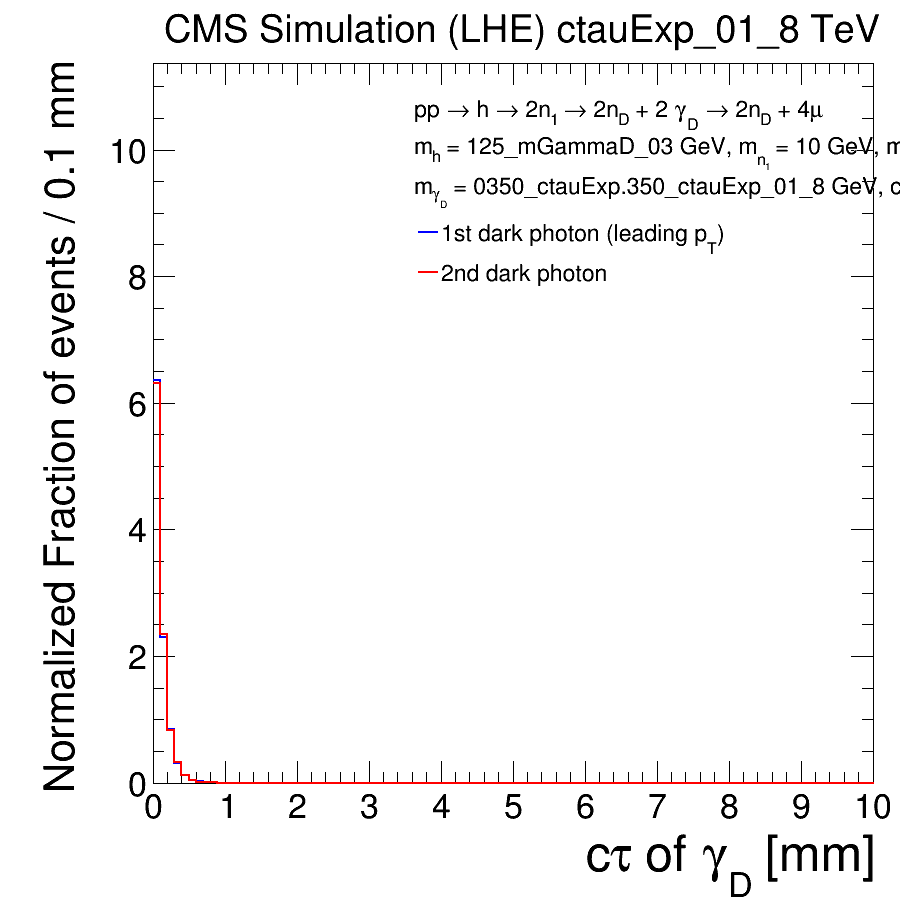 CMS Simulation (LHE) ctauExp_01_8 TeV
pp → h → 2n1 → 2nD + 2 γD → 2nD + 4μ
mh = 125_mGammaD_03 GeV, mn1 = 10 GeV, m
mγD = 0350_ctauExp.350_ctauExp_01_8 GeV, c
1st dark photon (leading pT)
2nd dark photon
Normalized Fraction of events / 0.1 mm
10
8
6
4
2
0
0 1 2 3 4 5 6 7 8 9 10
cτ of γD [mm]